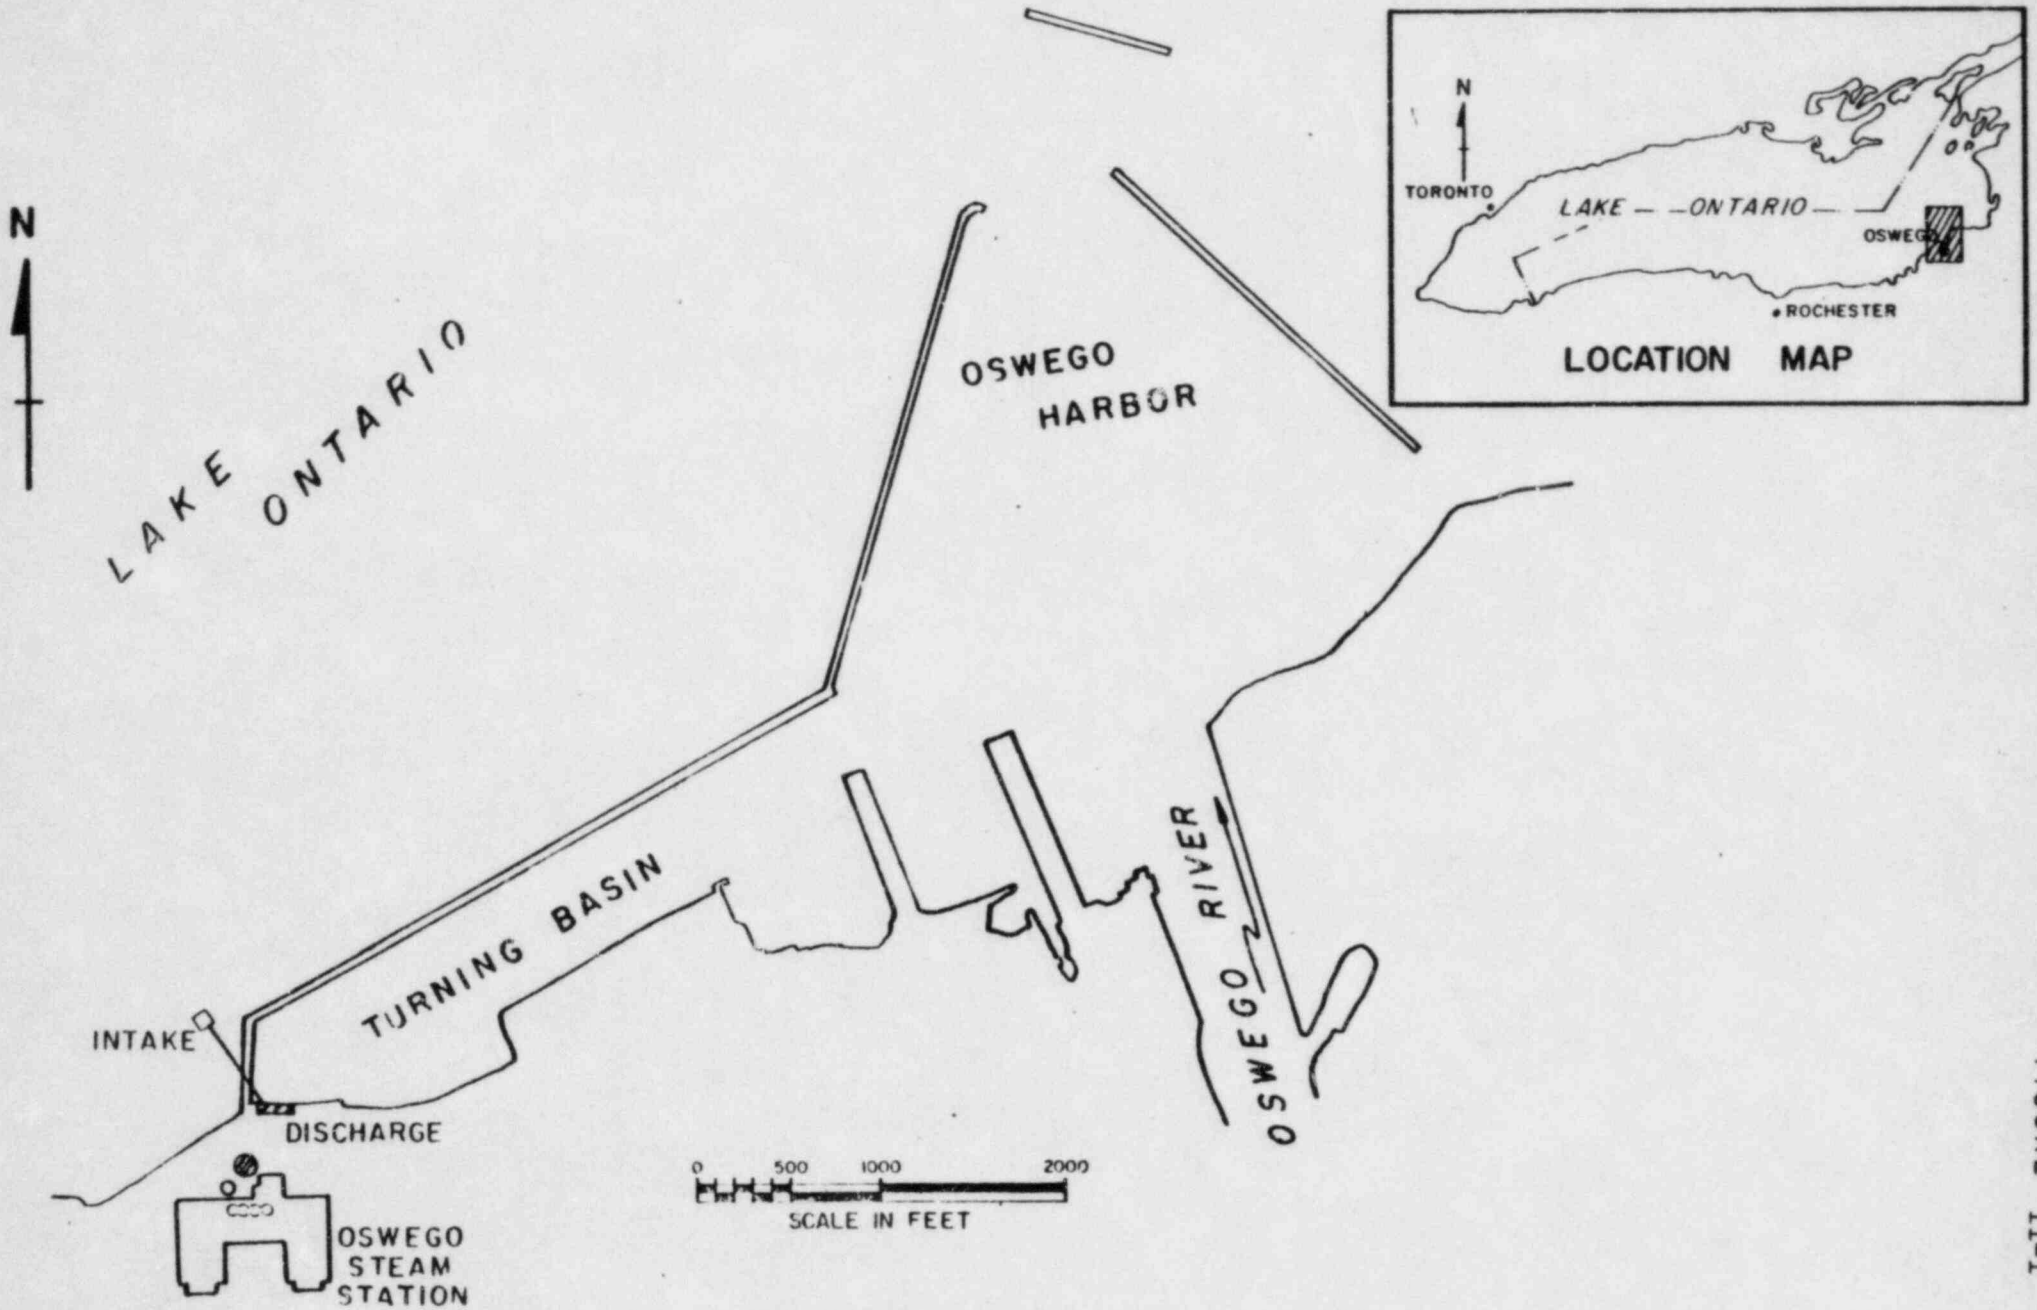 N
LAKE
ONTARIO
OSWEGO
HARBOR
N
TORONTO
LAKE ONTARIO
OSWEGO
ROCHESTER
LOCATION MAP
TURNING BASIN
OSWEGO RIVER
INTAKE
DISCHARGE
0 500 1000 2000
SCALE IN FEET
OSWEGO
STEAM
STATION